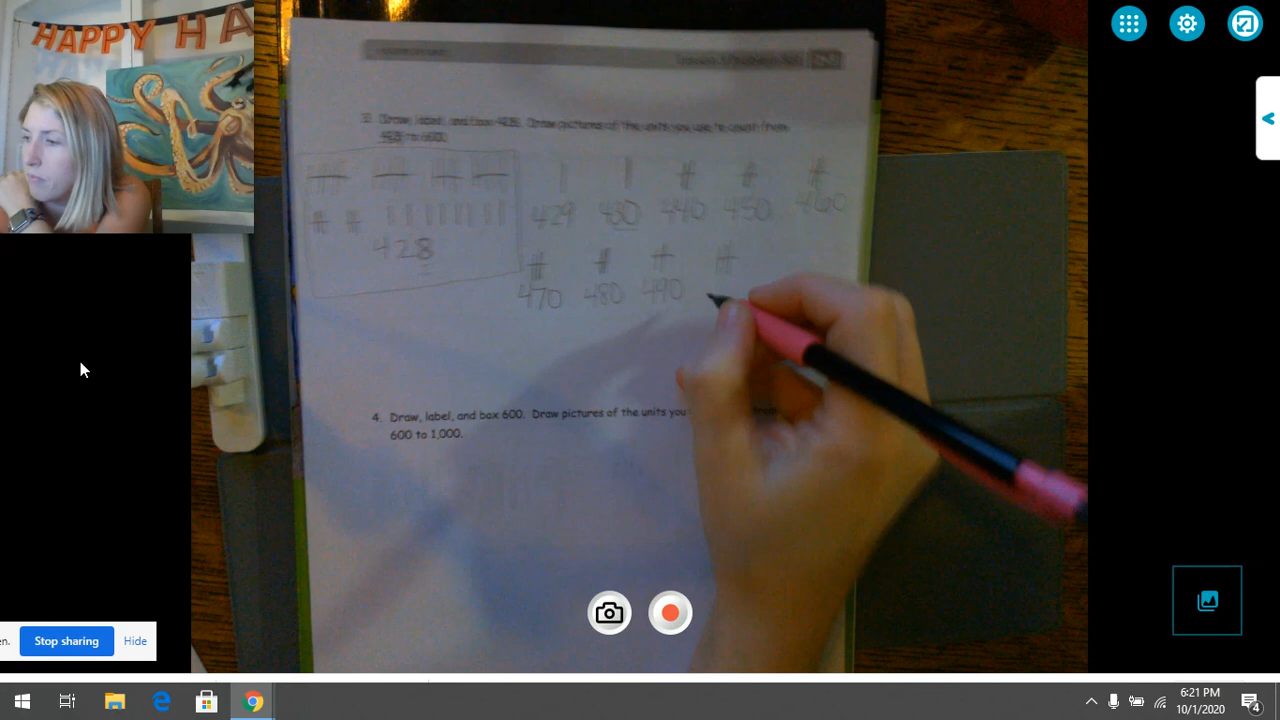 HAPPY HA
3. Draw, label, and box 428. Draw pictures of the units you use to count from
428 to 600.
429 430 440 450 460
428
470 480 490
4. Draw, label, and box 600. Draw pictures of the units you
600 to 1,000.
en. Stop sharing Hide
6:21 PM
10/1/2020
4